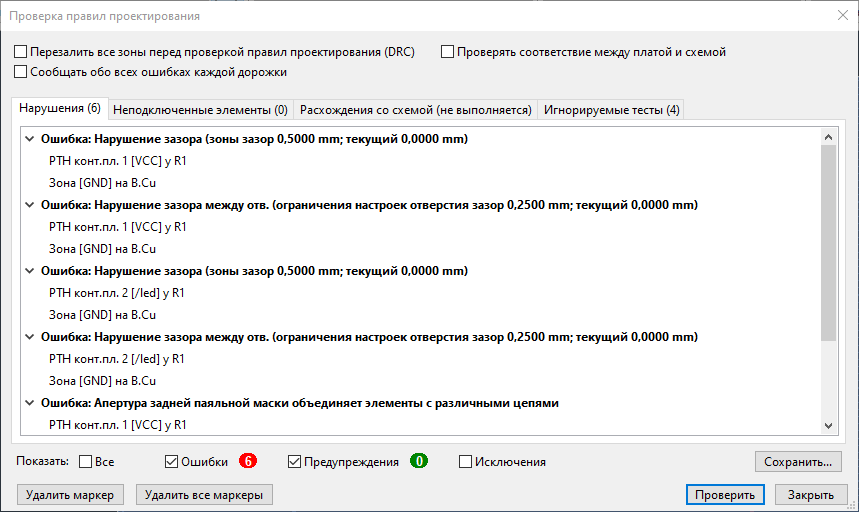 Проверка правил проектирования
Перезалить все зоны перед проверкой правил проектирования (DRC)
Проверять соответствие между платой и схемой
Сообщать обо всех ошибках каждой дорожки
Нарушения (6)
Неподключенные элементы (0)
Расхождения со схемой (не выполняется)
Игнорируемые тесты (4)
Ошибка: Нарушение зазора (зоны зазор 0,5000 mm; текущий 0,0000 mm)
PTH конт.пл. 1 [VCC] у R1
Зона [GND] на B.Cu
Ошибка: Нарушение зазора между отв. (ограничения настроек отверстия зазор 0,2500 mm; текущий 0,0000 mm)
PTH конт.пл. 1 [VCC] у R1
Зона [GND] на B.Cu
Ошибка: Нарушение зазора (зоны зазор 0,5000 mm; текущий 0,0000 mm)
PTH конт.пл. 2 [/led] у R1
Зона [GND] на B.Cu
Ошибка: Нарушение зазора между отв. (ограничения настроек отверстия зазор 0,2500 mm; текущий 0,0000 mm)
PTH конт.пл. 2 [/led] у R1
Зона [GND] на B.Cu
Ошибка: Апертура задней паяльной маски объединяет элементы с различными цепями
PTH конт.пл. 1 [VCC] у R1
Показать:
Все
Ошибки
6
Предупреждения
0
Исключения
Сохранить...
Удалить маркер
Удалить все маркеры
Проверить
Закрыть